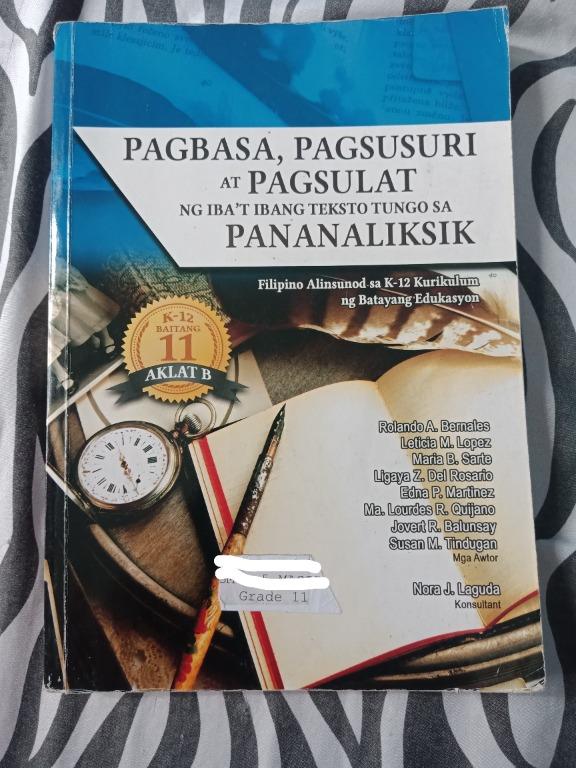 PAGBASA, PAGSUSURI
AT PAGSULAT
NG IBA'T IBANG TEKSTO TUNGO SA
PANANALIKSIK
Filipino Alinsunod sa K-12 Kurikulum
ng Batayang Edukasyon
K-12
BAITANG
11
AKLAT B
Rolando A. Bernales
Leticia M. Lopez
Maria B. Sarte
Ligaya Z. Del Rosario
Edna P. Martinez
Ma. Lourdes R. Quijano
Jovert R. Balunsay
Susan M. Tindugan
Mga Awtor
Nora J. Laguda
Konsultant
Grade 11